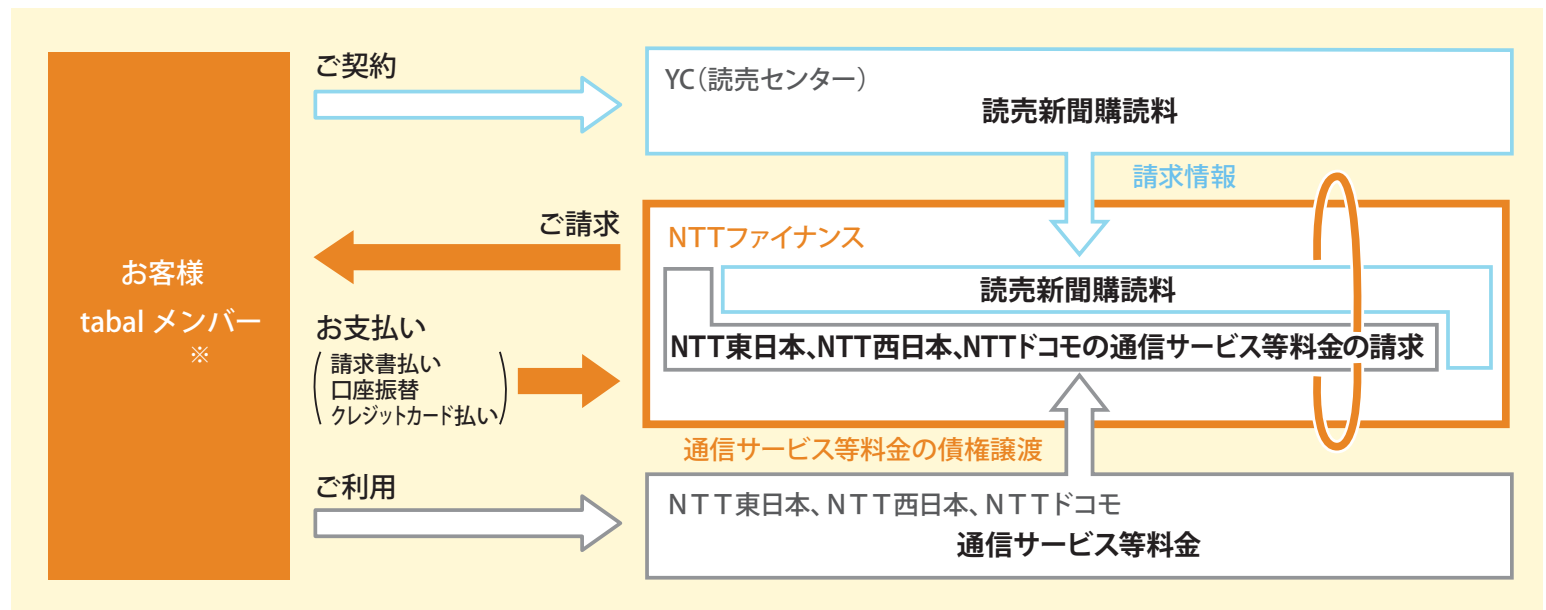 お客様
tabal メンバー
※
ご契約
YC（読売センター）
読売新聞購読料
請求情報
ご請求
NTTファイナンス
読売新聞購読料
NTT東日本、NTT西日本、NTTドコモの通信サービス等料金の請求
お支払い
請求書払い
口座振替
クレジットカード払い
通信サービス等料金の債権譲渡
ご利用
NTT東日本、NTT西日本、NTTドコモ
通信サービス等料金